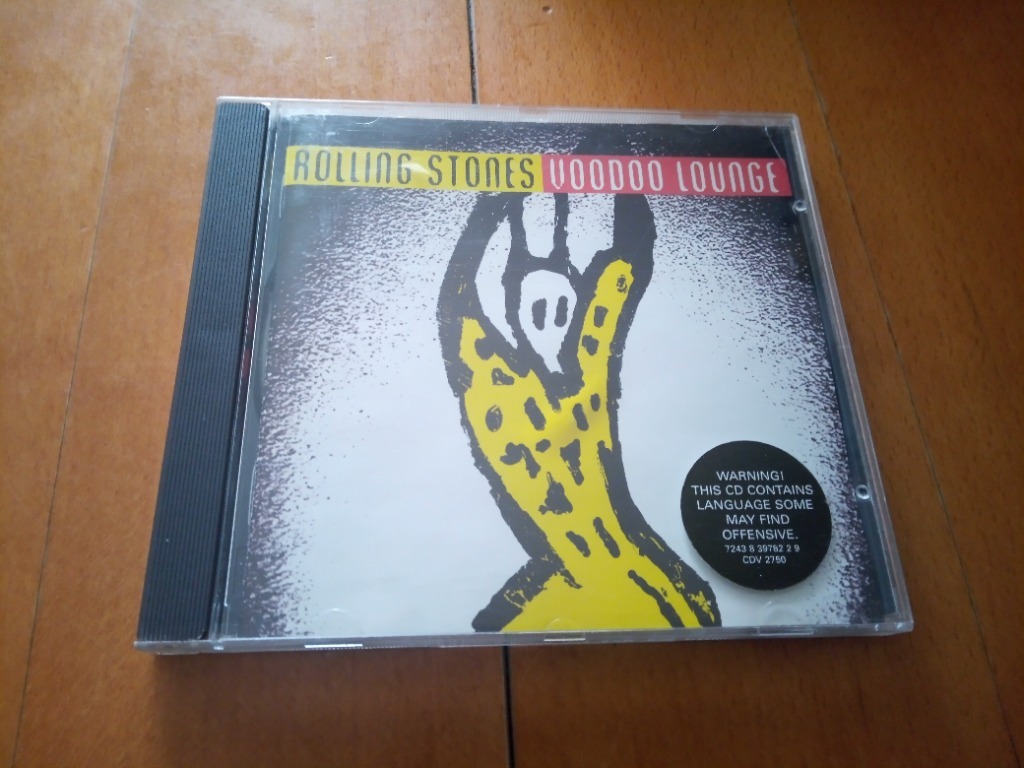 ROLLING STONES VOODOO LOUNGE
WARNING!
THIS CD CONTAINS
LANGUAGE SOME
MAY FIND
OFFENSIVE.
7243 8 39782 2 9
CDV 2750